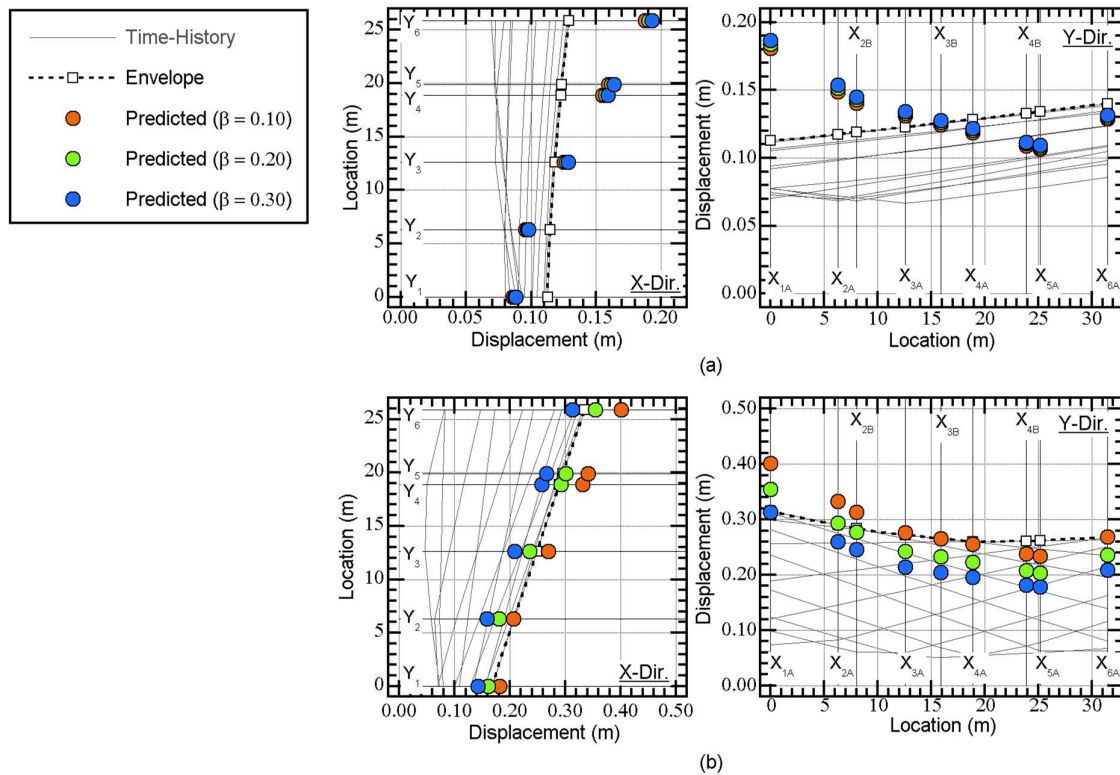 Time-History
Envelope
Predicted (β = 0.10)
Predicted (β = 0.20)
Predicted (β = 0.30)
25
20
15
10
5
0
Location (m)
Y6
Y5
Y4
Y3
Y2
Y1
X-Dir.
0.00 0.05 0.10 0.15 0.20
Displacement (m)
0.20
0.15
0.10
0.05
0.00
Displacement (m)
X2B X3B X4B Y-Dir.
X1A X2A X3A X4A X5A X6A
0 5 10 15 20 25 30
Location (m)
(a)
25
20
15
10
5
0
Location (m)
Y6
Y5
Y4
Y3
Y2
Y1
X-Dir.
0.00 0.10 0.20 0.30 0.40 0.50
Displacement (m)
0.50
0.40
0.30
0.20
0.10
0.00
Displacement (m)
X2B X3B X4B Y-Dir.
X1A X2A X3A X4A X5A X6A
0 5 10 15 20 25 30
Location (m)
(b)